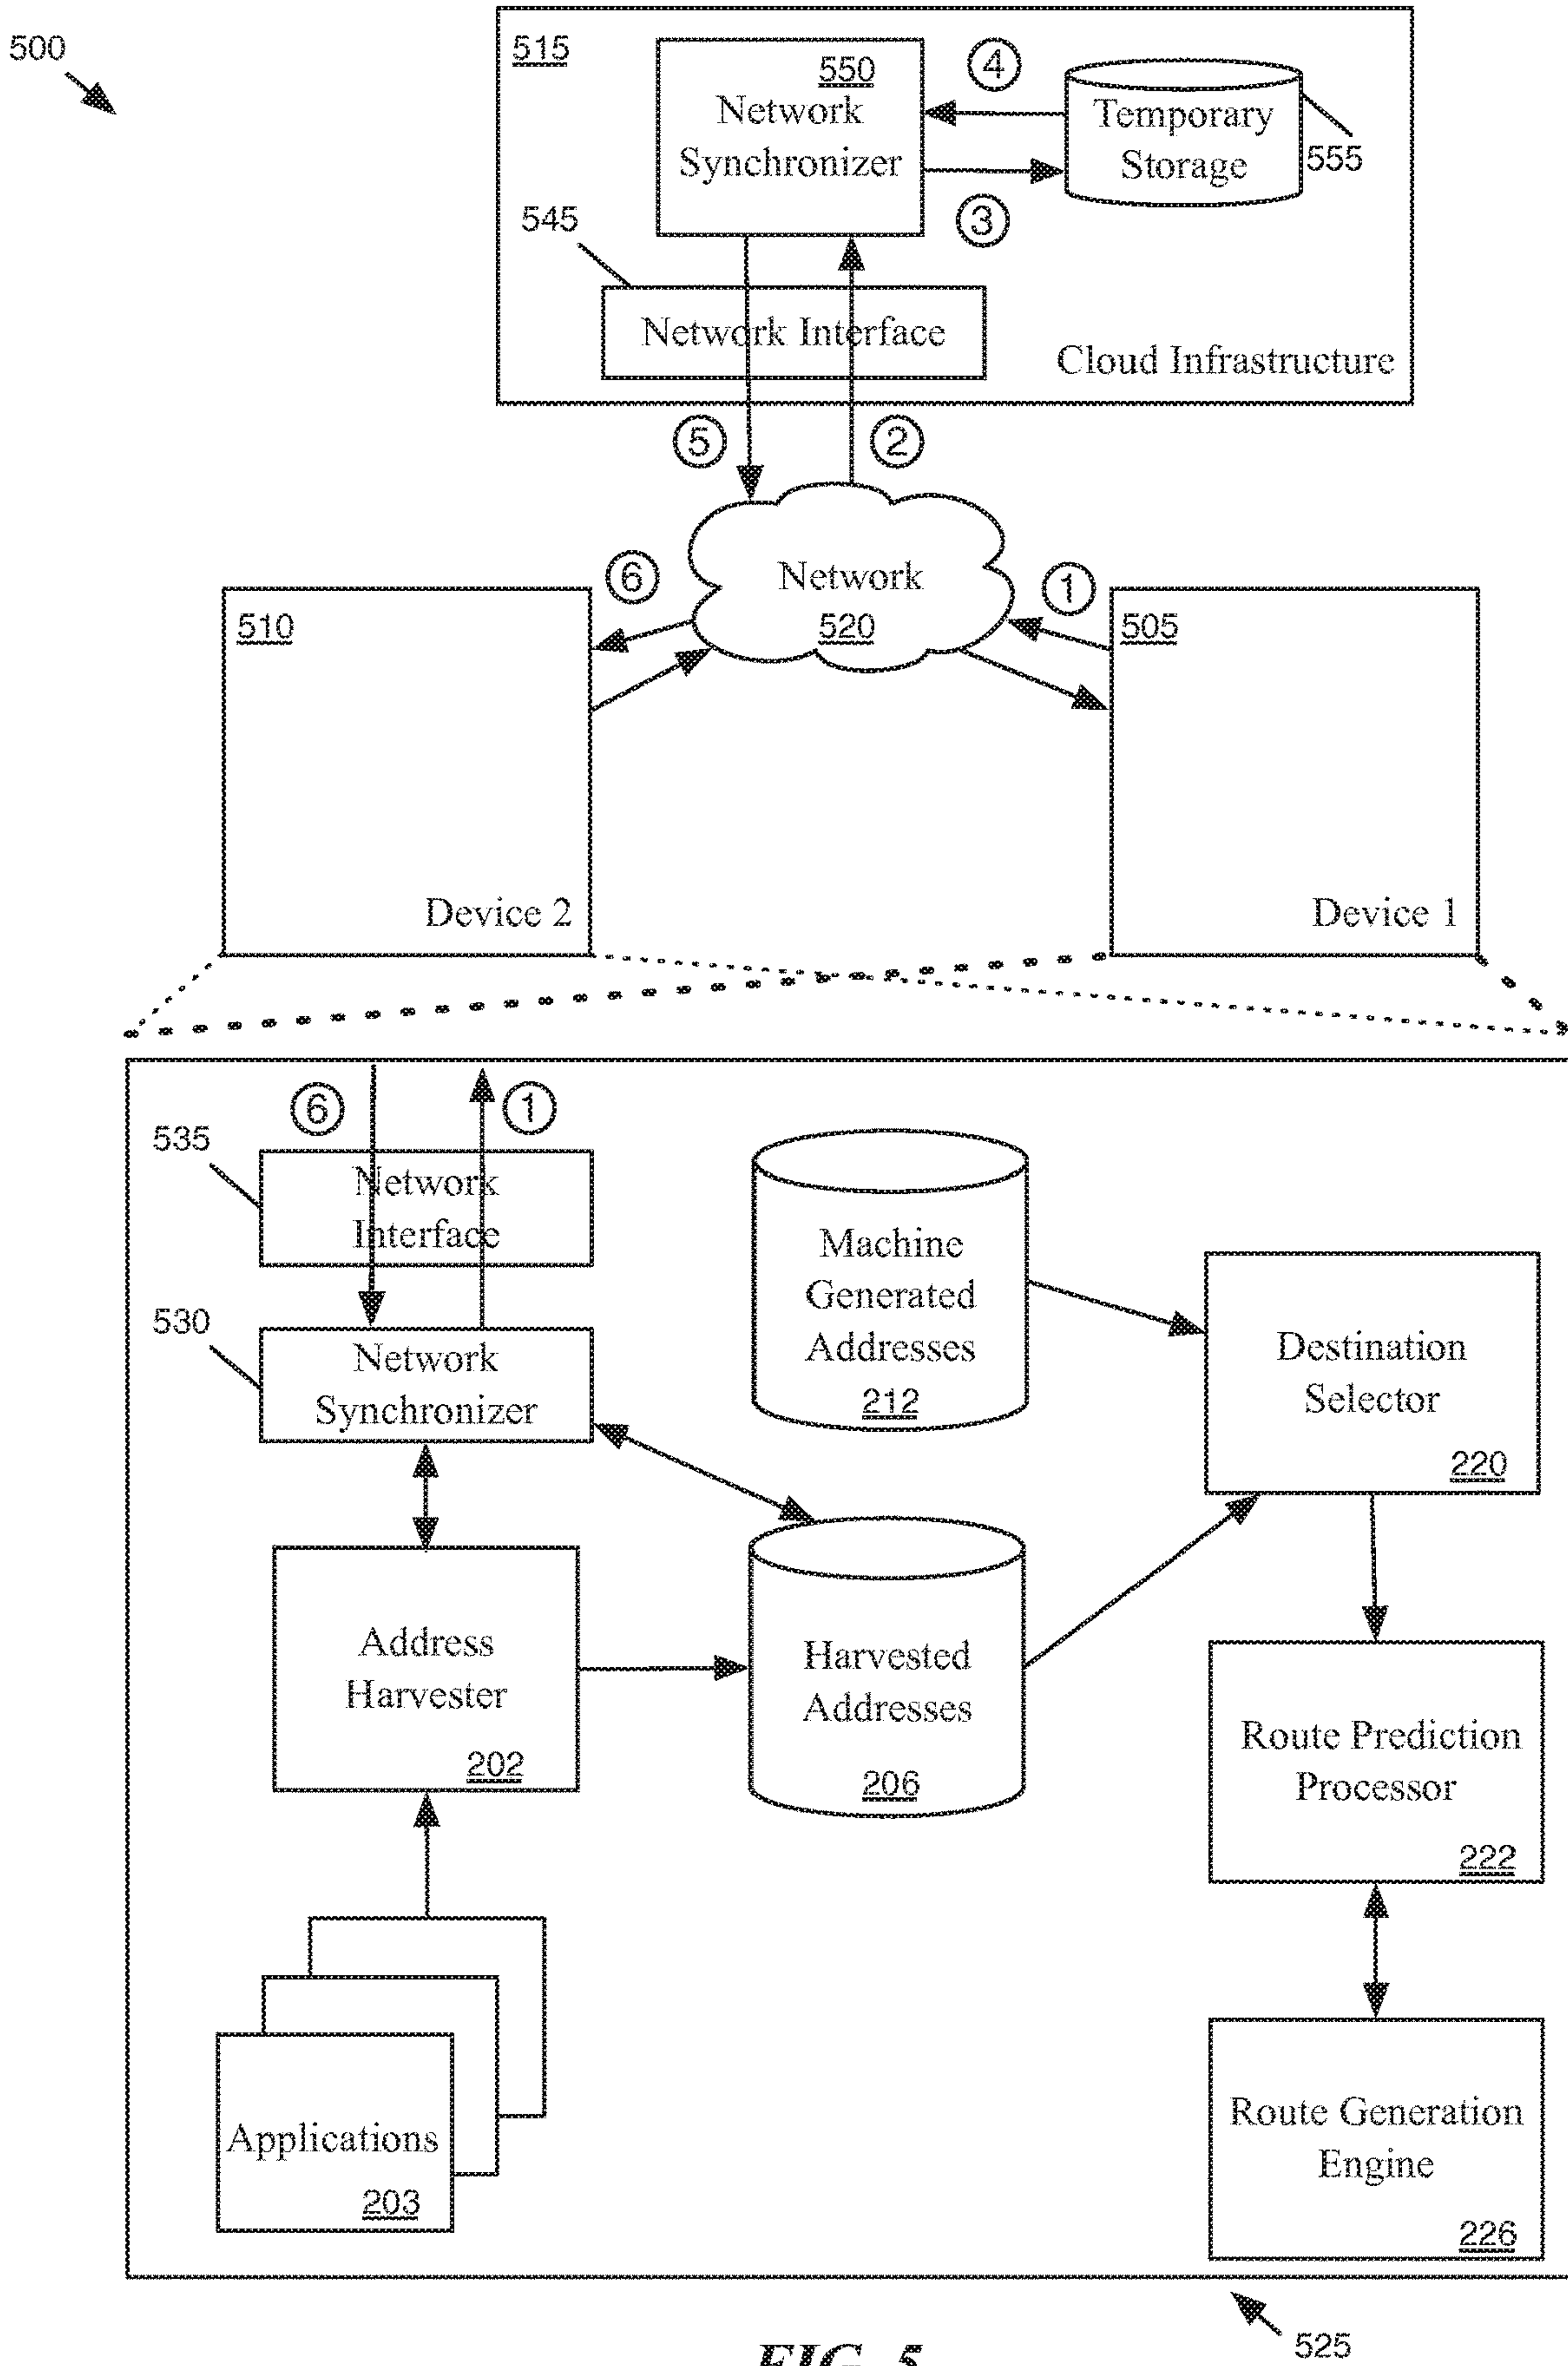 500
515
550
Network
Synchronizer
4
Temporary
Storage
555
3
545
Network Interface
Cloud Infrastructure
5
2
Network
520
6
1
510
505
Device 2
Device 1
6
1
535
Network
Interface
530
Network
Synchronizer
Machine
Generated
Addresses
212
Destination
Selector
220
Address
Harvester
202
Harvested
Addresses
206
Route Prediction
Processor
222
Applications
203
Route Generation
Engine
226
525
FIG. 5